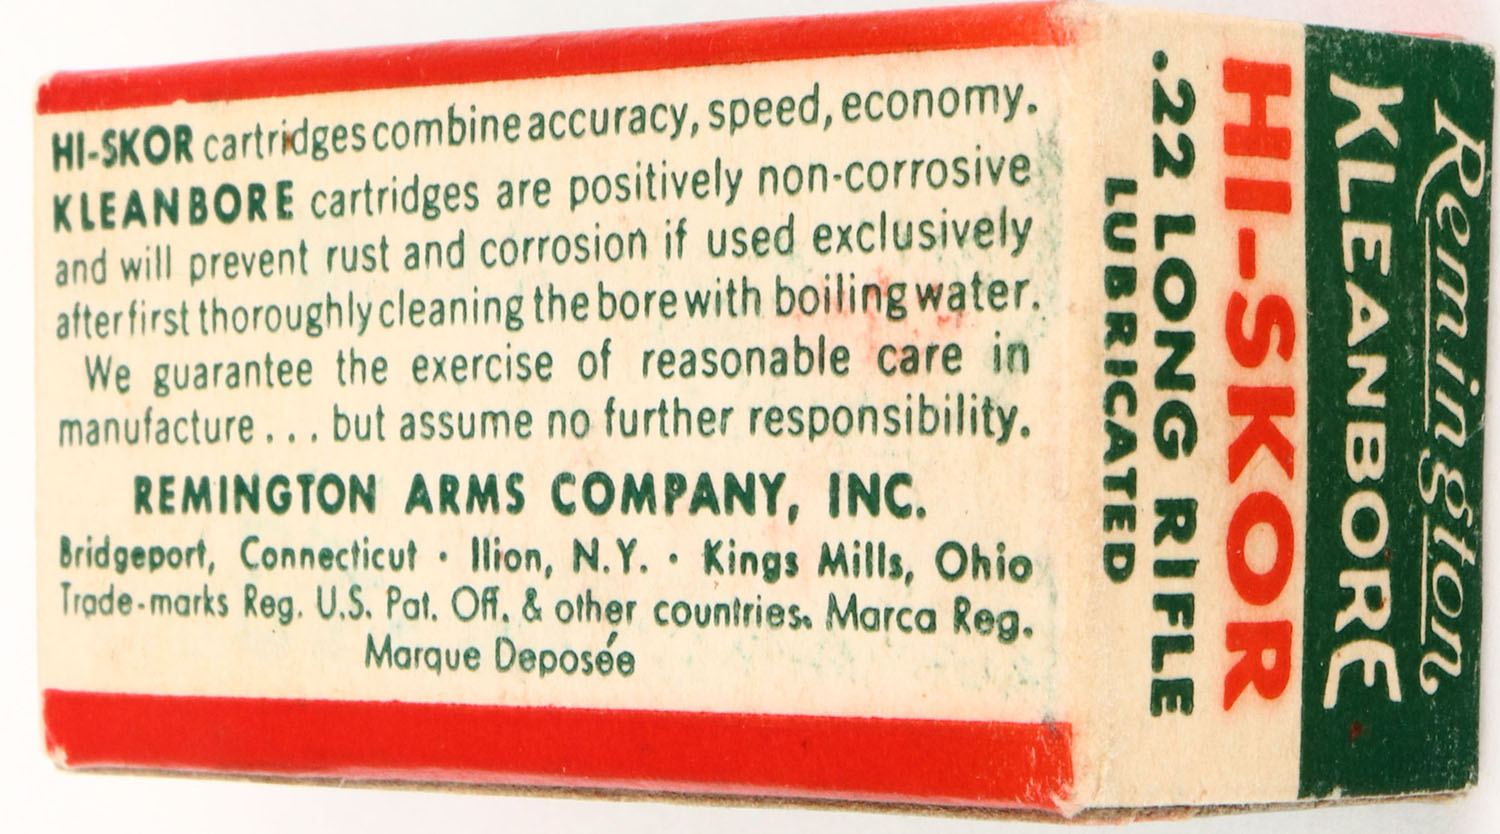 HI-SKOR cartridges combine accuracy, speed, economy.
KLEANBORE cartridges are positively non-corrosive
and will prevent rust and corrosion if used exclusively
after first thoroughly cleaning the bore with boiling water.
We guarantee the exercise of reasonable care in
manufacture... but assume no further responsibility.
REMINGTON ARMS COMPANY, INC.
Bridgeport, Connecticut · Ilion, N.Y. · Kings Mills, Ohio
Trade-marks Reg. U.S. Pat. Off. & other countries. Marca Reg.
Marque Deposée
Remington
KLEANBORE
HI-SKOR
.22 LONG RIFLE
LUBRICATED